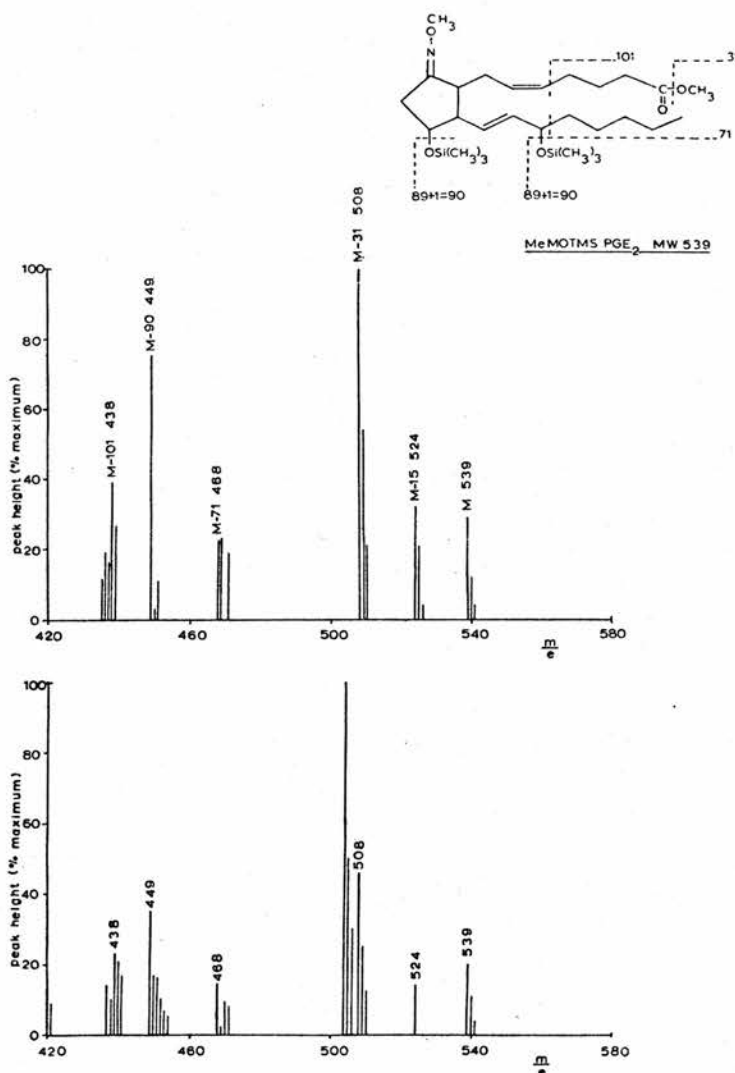 CH₃
O
N
101
31
C
O
OCH₃
71
OSi(CH₃)₃ OSi(CH₃)₃
89+1=90 89+1=90
MeMOTMS PGE₂ MW 539
peak height (% maximum)
100
80
60
40
20
0
M-101 438
M-90 449
M-71 468
M-31 508
M-15 524
M 539
420 460 500 540 580
m/e
peak height (% maximum)
100
80
60
40
20
0
438
449
468
508
524
539
420 460 500 540 580
m/e